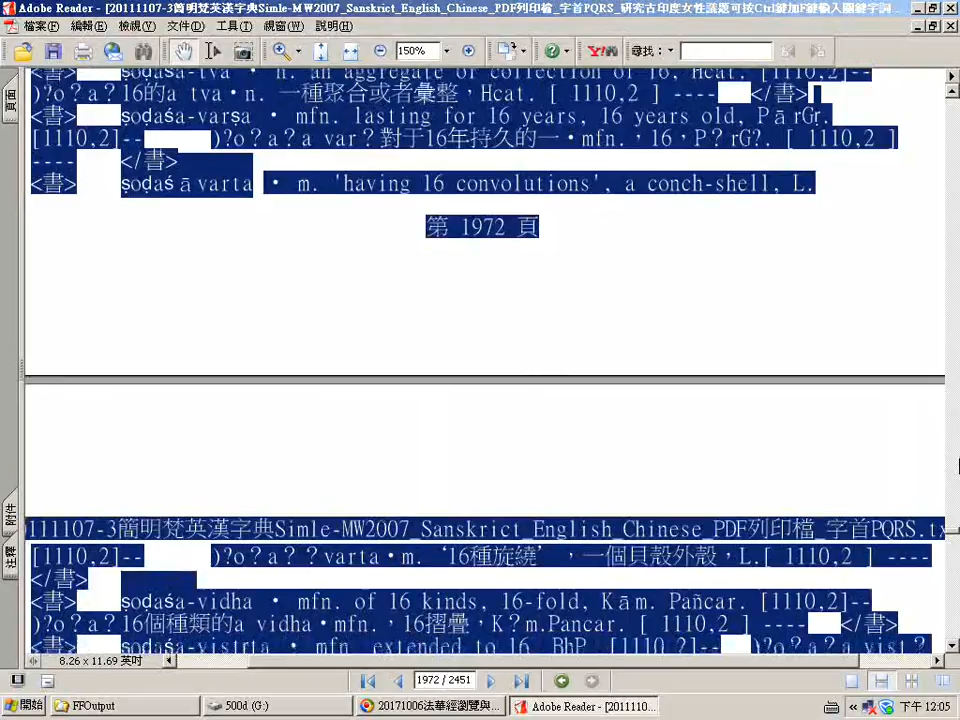 Adobe Reader - [20111107-3簡明梵英漢字典Simle-MW2007_Sanskrict_English_Chinese_PDF列印檔_字首PQRS_研究古印度女性議題可按Ctrl鍵加F鍵輸入關鍵字詞
檔案(F) 編輯(E) 檢視(V) 文件(D) 工具(T) 視窗(W) 說明(H)
150% 尋找：
頁面
ṣoḍaśa-tva • n. an aggregate or collection of 16, Hcat. [1110,2]--
)?o？a？16的a tva•n. 一種聚合或者彙整，Hcat. [ 1110,2 ] ---- </書>
<書> ṣoḍaśa-varṣa • mfn. lasting for 16 years, 16 years old, PārGṛ.
[1110,2]-- )?o？a？a var？對于16年持久的一•mfn.，16，P？rG?. [ 1110,2 ]
---- </書>
<書> ṣoḍaśāvarta • m. 'having 16 convolutions', a conch-shell, L.
第 1972 頁
附件
注釋
111107-3簡明梵英漢字典Simle-MW2007_Sanskrict_English_Chinese_PDF列印檔_字首PQRS.tx
[1110,2]-- )?o？a？？varta•m.‘16種旋繞’，一個貝殼外殼，L.[ 1110,2 ] ----
</書>
<書> ṣoḍaśa-vidha • mfn. of 16 kinds, 16-fold, Kām. Pañcar. [1110,2]--
)?o？a？16個種類的a vidha•mfn.，16摺疊，K？m.Pancar. [ 1110,2 ] ---- </書>
<書> ṣoḍaśa-vistṛta • mfn. extended to 16, BhP. [1110,2]-- )?o？a？a vist？
8.26 x 11.69 英吋
1972 / 2451
開始 FFOutput 500d (G:) 20171006法華經瀏覽與... Adobe Reader - [2011110... « 下午 12:05